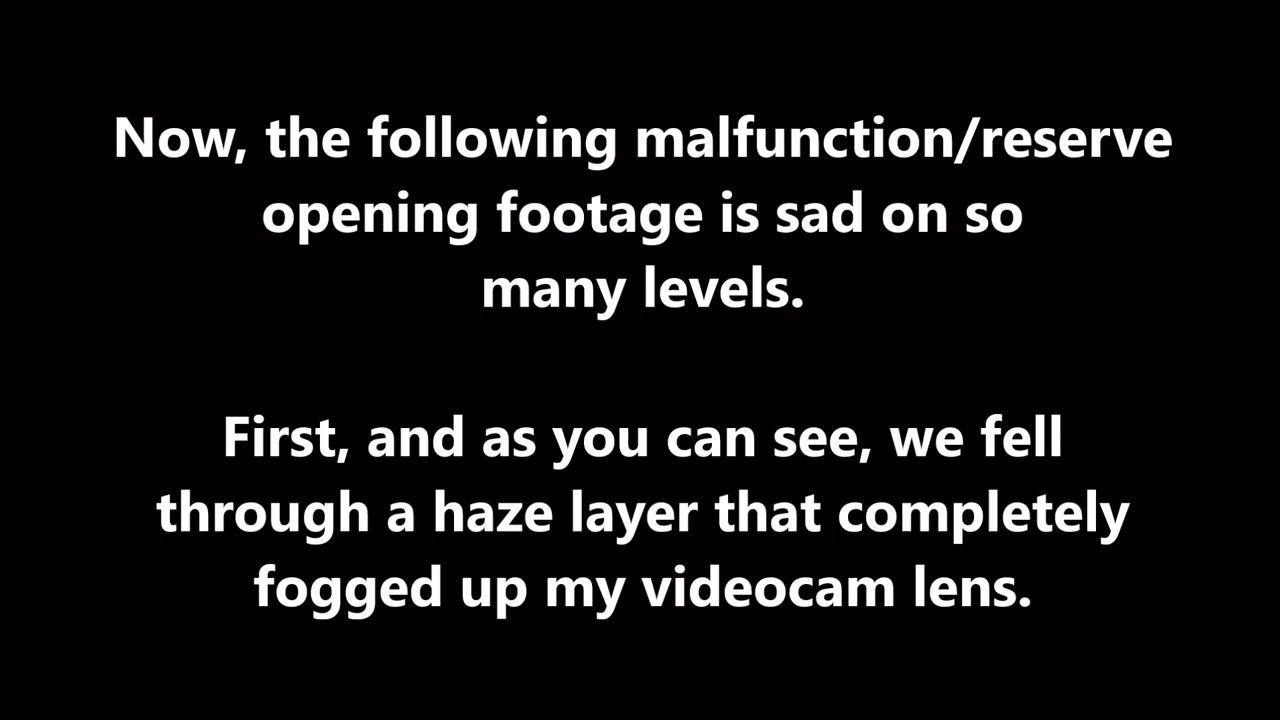 Now, the following malfunction/reserve
opening footage is sad on so
many levels.
First, and as you can see, we fell
through a haze layer that completely
fogged up my videocam lens.